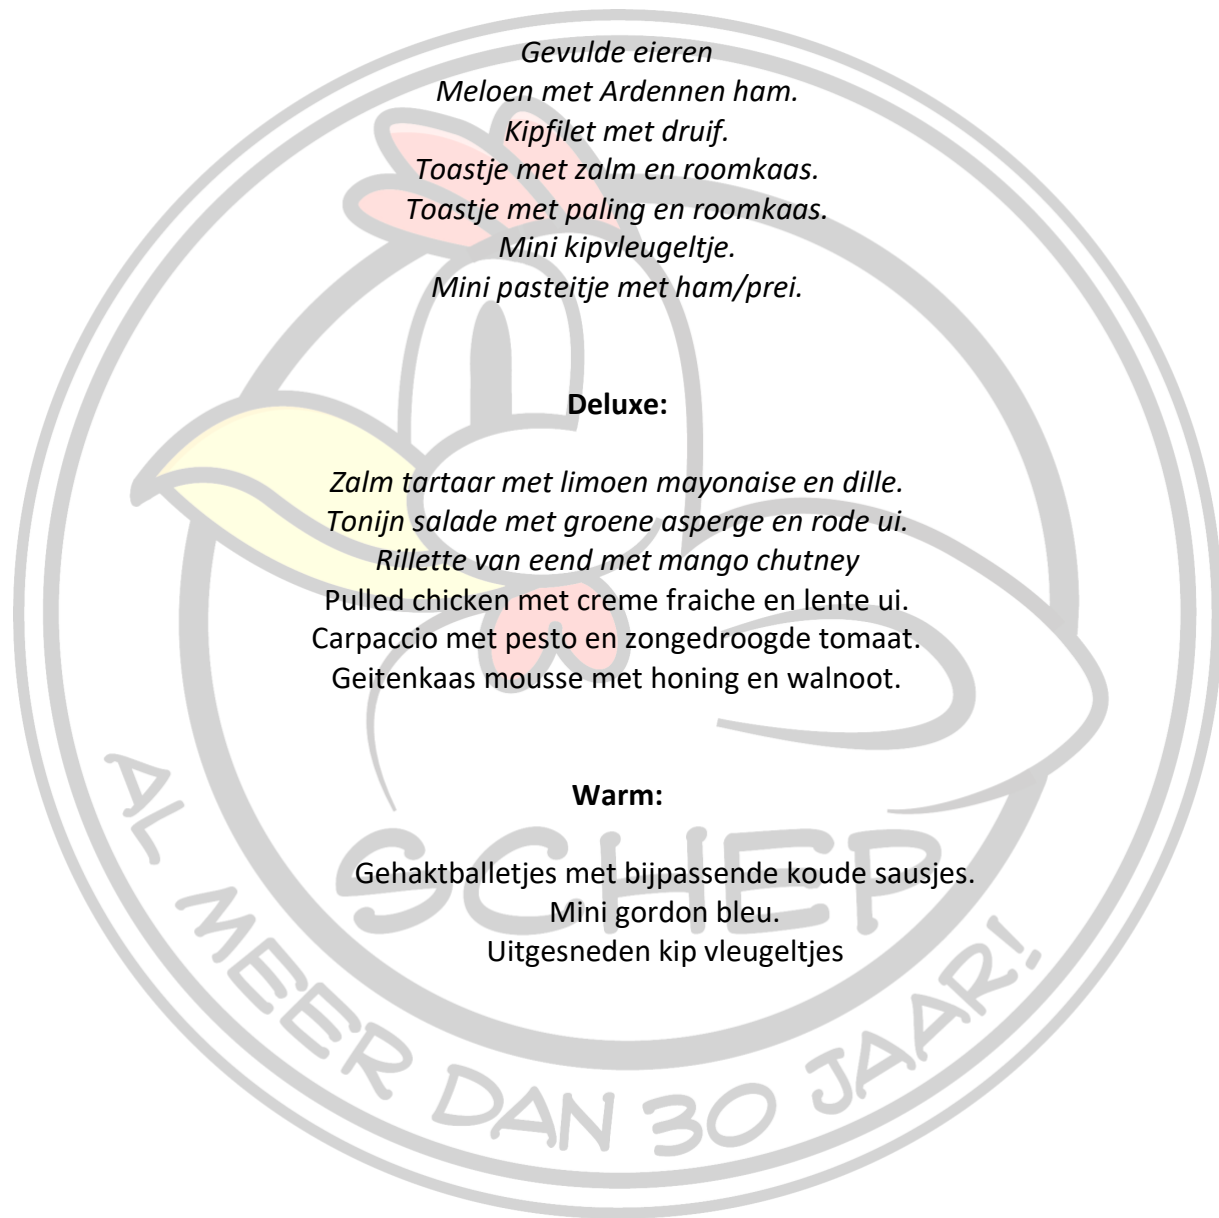 Gevulde eieren
Meloen met Ardennen ham.
Kipfilet met druif.
Toastje met zalm en roomkaas.
Toastje met paling en roomkaas.
Mini kipvleugeltje.
Mini pasteitje met ham/prei.
Deluxe:
Zalm tartaar met limoen mayonaise en dille.
Tonijn salade met groene asperge en rode ui.
Rillette van eend met mango chutney
Pulled chicken met creme fraiche en lente ui.
Carpaccio met pesto en zongedroogde tomaat.
Geitenkaas mousse met honing en walnoot.
Warm:
Gehaktballetjes met bijpassende koude sausjes.
Mini gordon bleu.
Uitgesneden kip vleugeltjes
SCHEP
AL MEER DAN 30 JAAR!